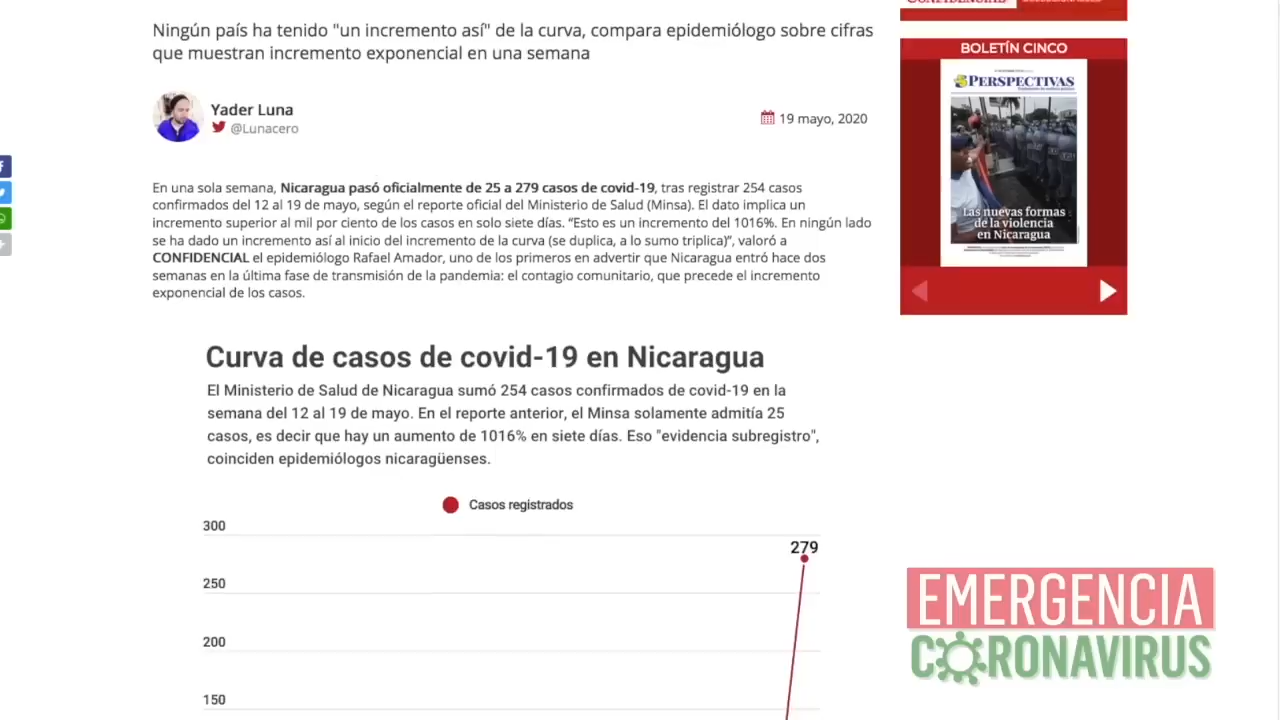 Ningún país ha tenido "un incremento así" de la curva, compara epidemiólogo sobre cifras
que muestran incremento exponencial en una semana
Yader Luna
@Lunacero
19 mayo, 2020
En una sola semana, Nicaragua pasó oficialmente de 25 a 279 casos de covid-19, tras registrar 254 casos
confirmados del 12 al 19 de mayo, según el reporte oficial del Ministerio de Salud (Minsa). El dato implica un
incremento superior al mil por ciento de los casos en solo siete días. “Esto es un incremento del 1016%. En ningún lado
se ha dado un incremento así al inicio del incremento de la curva (se duplica, a lo sumo triplica)”, valoró a
CONFIDENCIAL el epidemiólogo Rafael Amador, uno de los primeros en advertir que Nicaragua entró hace dos
semanas en la última fase de transmisión de la pandemia: el contagio comunitario, que precede el incremento
exponencial de los casos.
Curva de casos de covid-19 en Nicaragua
El Ministerio de Salud de Nicaragua sumó 254 casos confirmados de covid-19 en la
semana del 12 al 19 de mayo. En el reporte anterior, el Minsa solamente admitía 25
casos, es decir que hay un aumento de 1016% en siete días. Eso "evidencia subregistro",
coinciden epidemiólogos nicaragüenses.
Casos registrados
300
279
250
200
150
BOLETÍN CINCO
PERSPECTIVAS
Las nuevas formas
de la violencia
en Nicaragua
EMERGENCIA
CORONAVIRUS